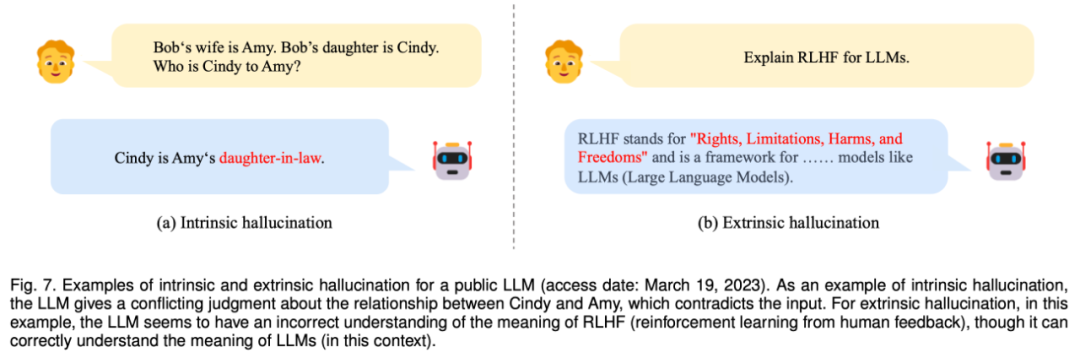 Bob‘s wife is Amy. Bob’s daughter is Cindy.
Who is Cindy to Amy?
Cindy is Amy‘s daughter-in-law.
(a) Intrinsic hallucination
Explain RLHF for LLMs.
RLHF stands for "Rights, Limitations, Harms, and
Freedoms" and is a framework for …… models like
LLMs (Large Language Models).
(b) Extrinsic hallucination
Fig. 7. Examples of intrinsic and extrinsic hallucination for a public LLM (access date: March 19, 2023). As an example of intrinsic hallucination,
the LLM gives a conflicting judgment about the relationship between Cindy and Amy, which contradicts the input. For extrinsic hallucination, in this
example, the LLM seems to have an incorrect understanding of the meaning of RLHF (reinforcement learning from human feedback), though it can
correctly understand the meaning of LLMs (in this context).